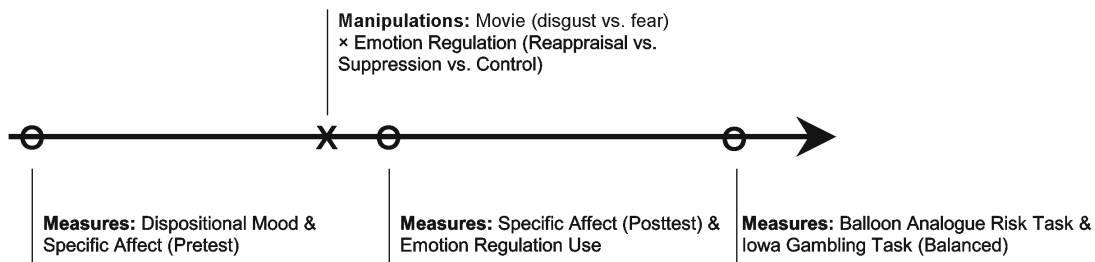 Manipulations: Movie (disgust vs. fear)
× Emotion Regulation (Reappraisal vs.
Suppression vs. Control)
X
Measures: Dispositional Mood &
Specific Affect (Pretest)
Measures: Specific Affect (Posttest) &
Emotion Regulation Use
Measures: Balloon Analogue Risk Task &
Iowa Gambling Task (Balanced)